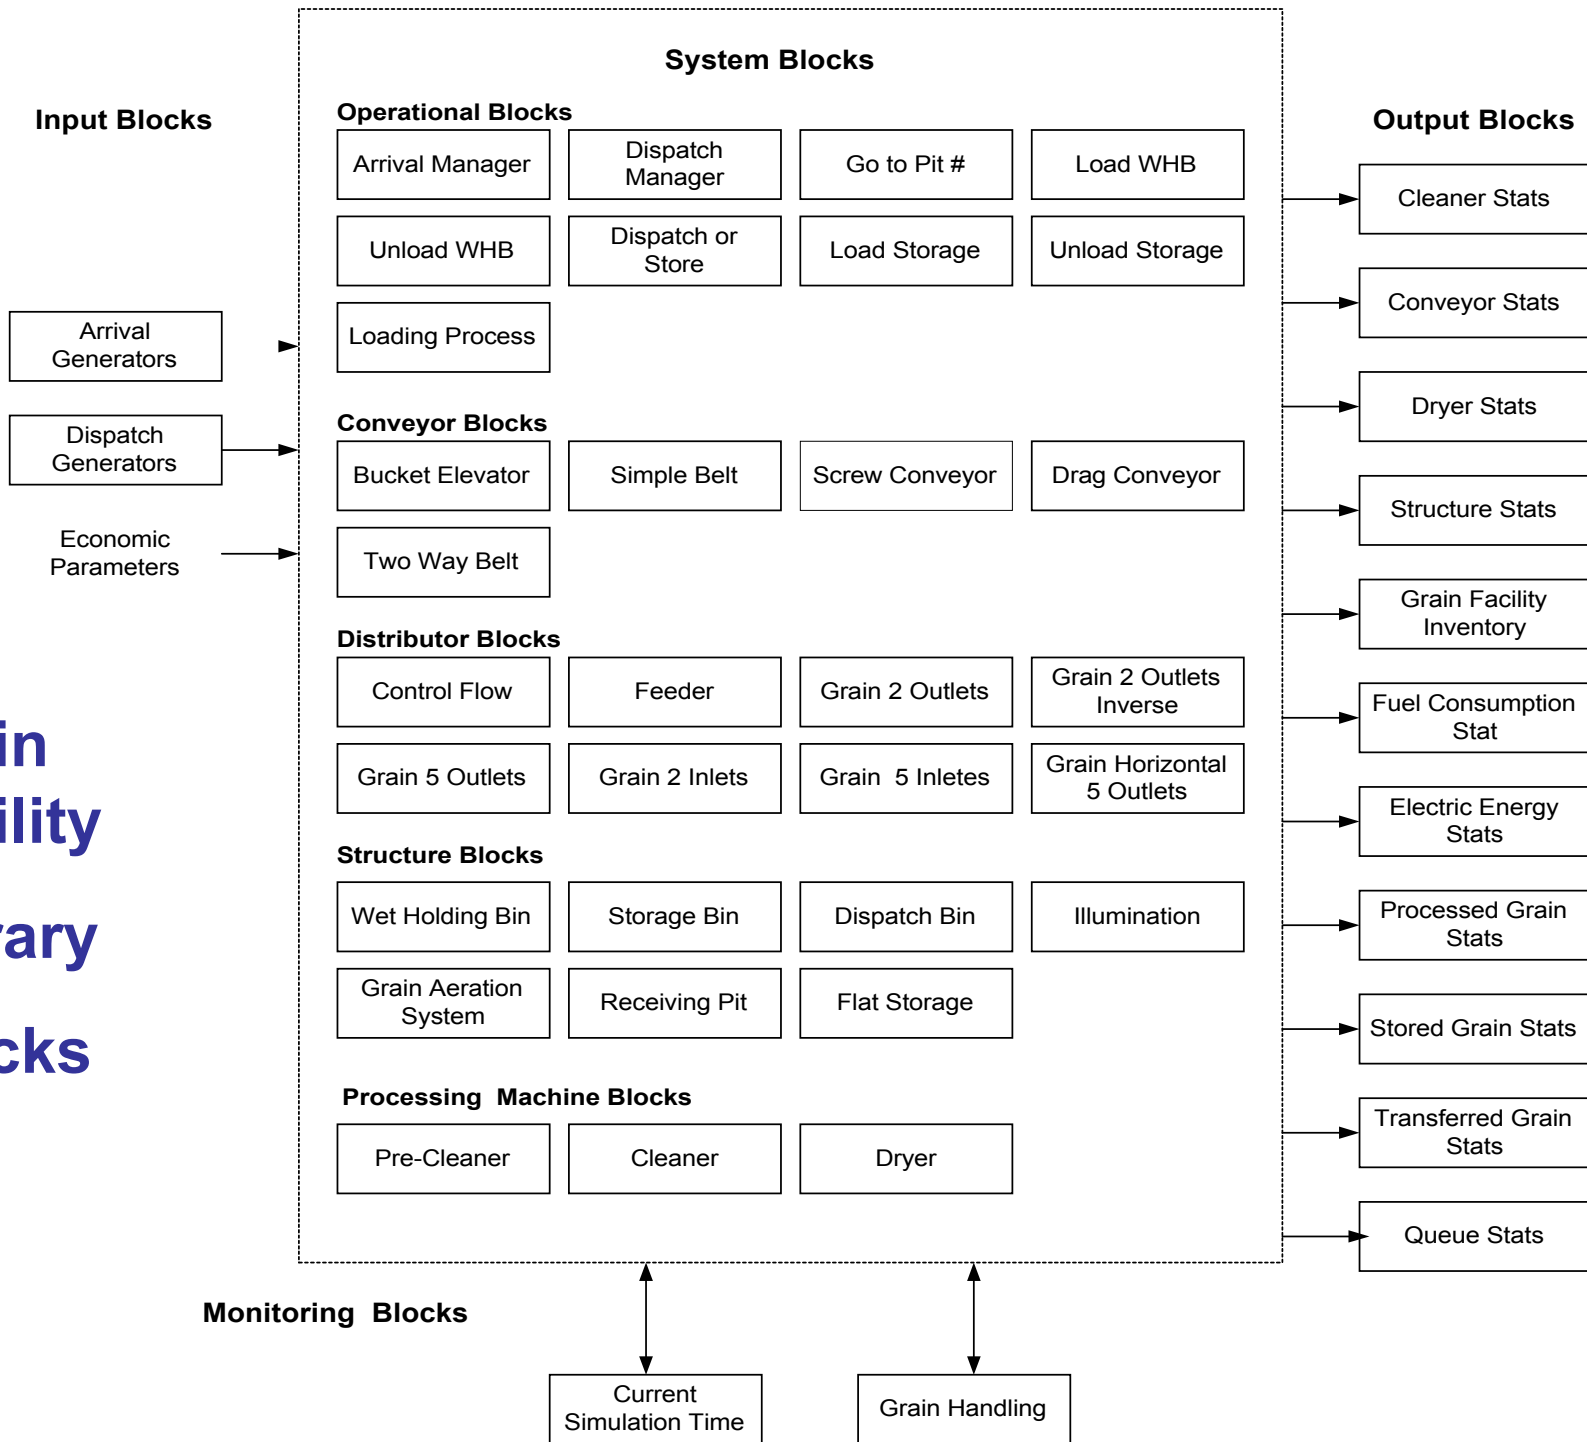 System Blocks
Input Blocks
Operational Blocks
Output Blocks
Arrival Manager
Dispatch
Manager
Go to Pit #
Load WHB
Unload WHB
Dispatch or
Store
Load Storage
Unload Storage
Loading Process
Arrival
Generators
Dispatch
Generators
Economic
Parameters
Conveyor Blocks
Bucket Elevator
Simple Belt
Screw Conveyor
Drag Conveyor
Two Way Belt
Distributor Blocks
Control Flow
Feeder
Grain 2 Outlets
Grain 2 Outlets
Inverse
Grain 5 Outlets
Grain 2 Inlets
Grain  5 Inletes
Grain Horizontal
5 Outlets
Structure Blocks
Wet Holding Bin
Storage Bin
Dispatch Bin
Illumination
Grain Aeration
System
Receiving Pit
Flat Storage
Processing  Machine Blocks
Pre-Cleaner
Cleaner
Dryer
Cleaner Stats
Conveyor Stats
Dryer Stats
Structure Stats
Grain Facility
Inventory
Fuel Consumption
Stat
Electric Energy
Stats
Processed Grain
Stats
Stored Grain Stats
Transferred Grain
Stats
Queue Stats
in
ility
rary
cks
Monitoring  Blocks
Current
Simulation Time
Grain Handling